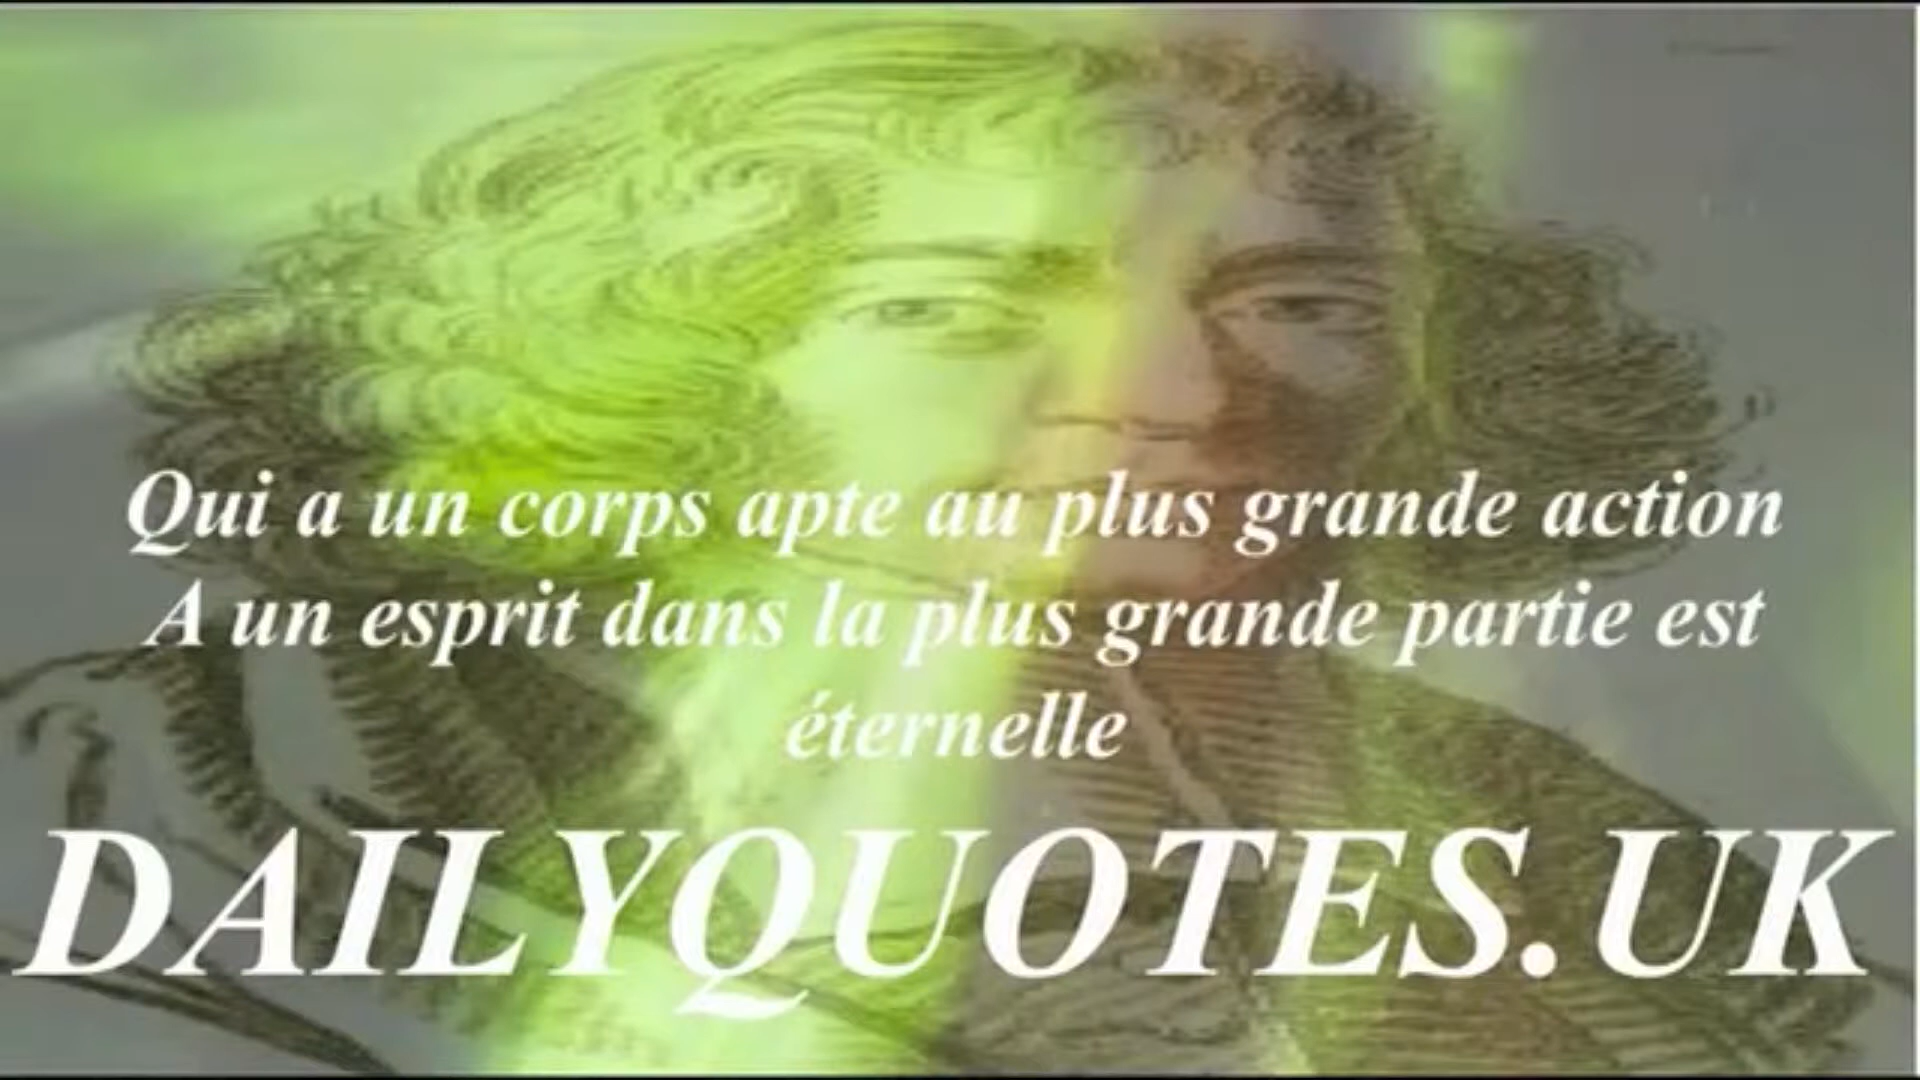 Qui a un corps apte au plus grande action
A un esprit dans la plus grande partie est
éternelle
DAILYQUOTES.UK